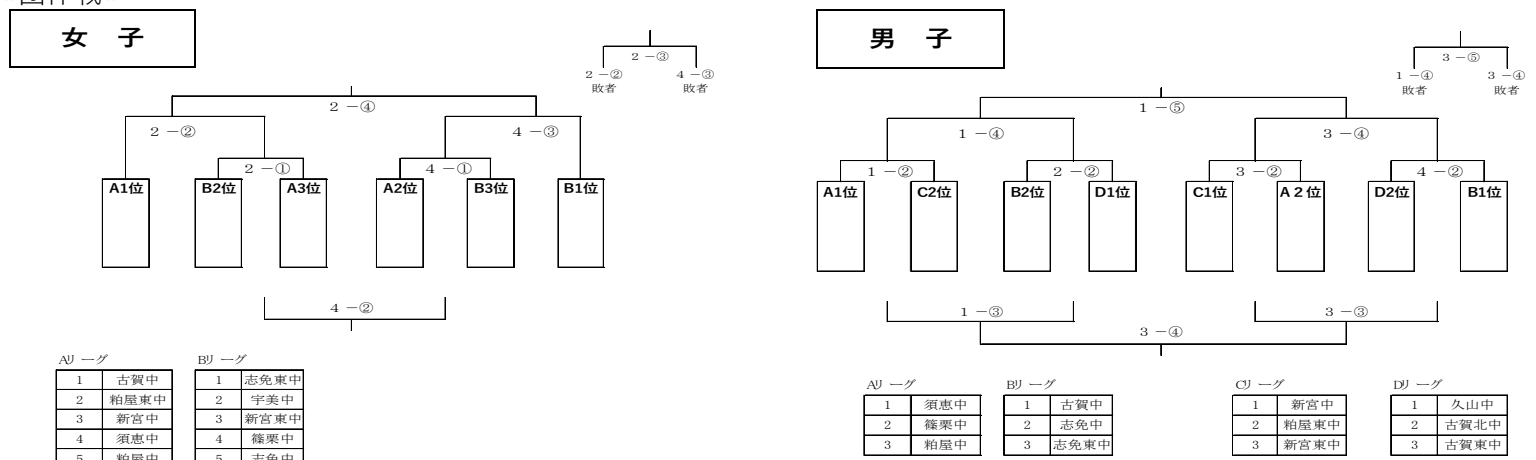 女 子
2 －③
2 －② 4 －③
敗者 敗者
2 －④
2 －② 4 －③
2 －① 4 －①
A1位 B2位 A3位 A2位 B3位 B1位
4 －②
Aリーグ Bリーグ
1 古賀中 1 志免東中
2 粕屋東中 2 宇美中
3 新宮中 3 新宮東中
4 須恵中 4 篠栗中
5 粕屋中 5 志免中
男 子
3 －⑤
1 －④ 3 －④
敗者 敗者
1 －⑤
1 －④ 3 －④
1 －② 2 －② 3 －② 4 －②
A1位 C2位 B2位 D1位 C1位 A２位 D2位 B1位
1 －③ 3 －③
3 －④
Aリーグ Bリーグ Cリーグ Dリーグ
1 須恵中 1 古賀中 1 新宮中 1 久山中
2 篠栗中 2 志免中 2 粕屋東中 2 古賀北中
3 粕屋中 3 志免東中 3 新宮東中 3 古賀東中